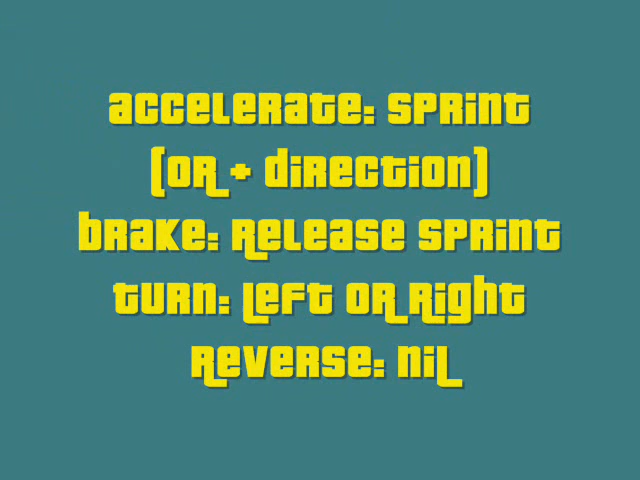 accelerate: sprint
(or + direction)
brake: release sprint
turn: left or right
reverse: nil